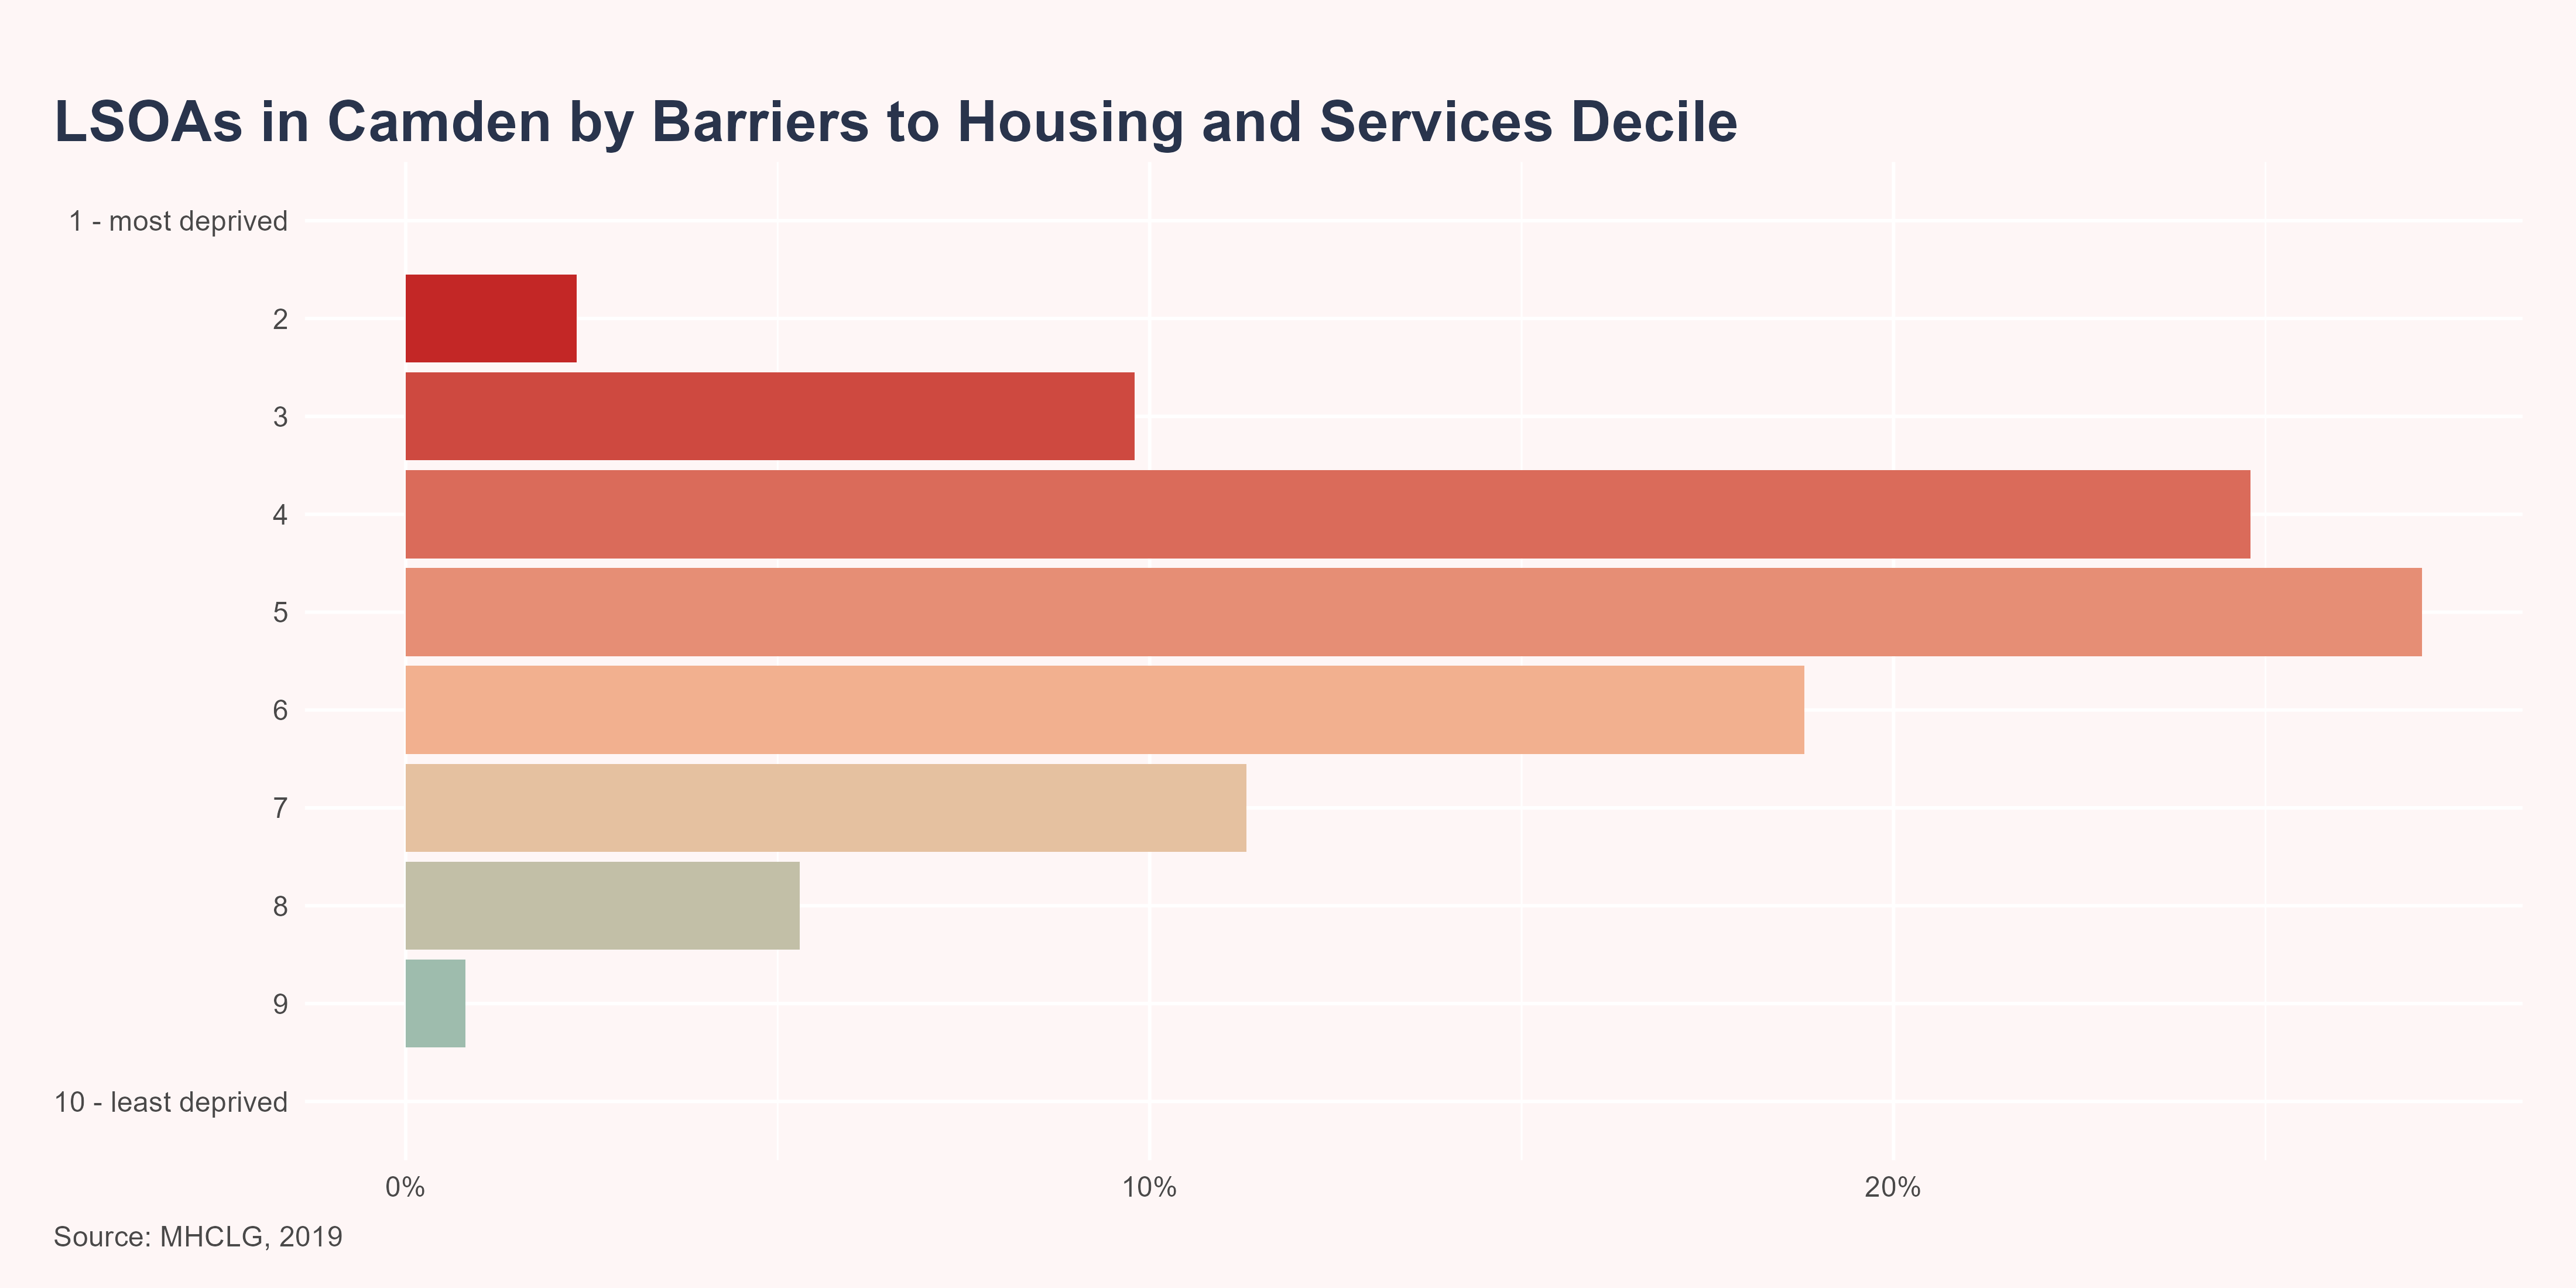 LSOAs in Camden by Barriers to Housing and Services Decile
1 - most deprived
2
3
4
5
6
7
8
9
10 - least deprived
0%
10%
20%
Source: MHCLG, 2019